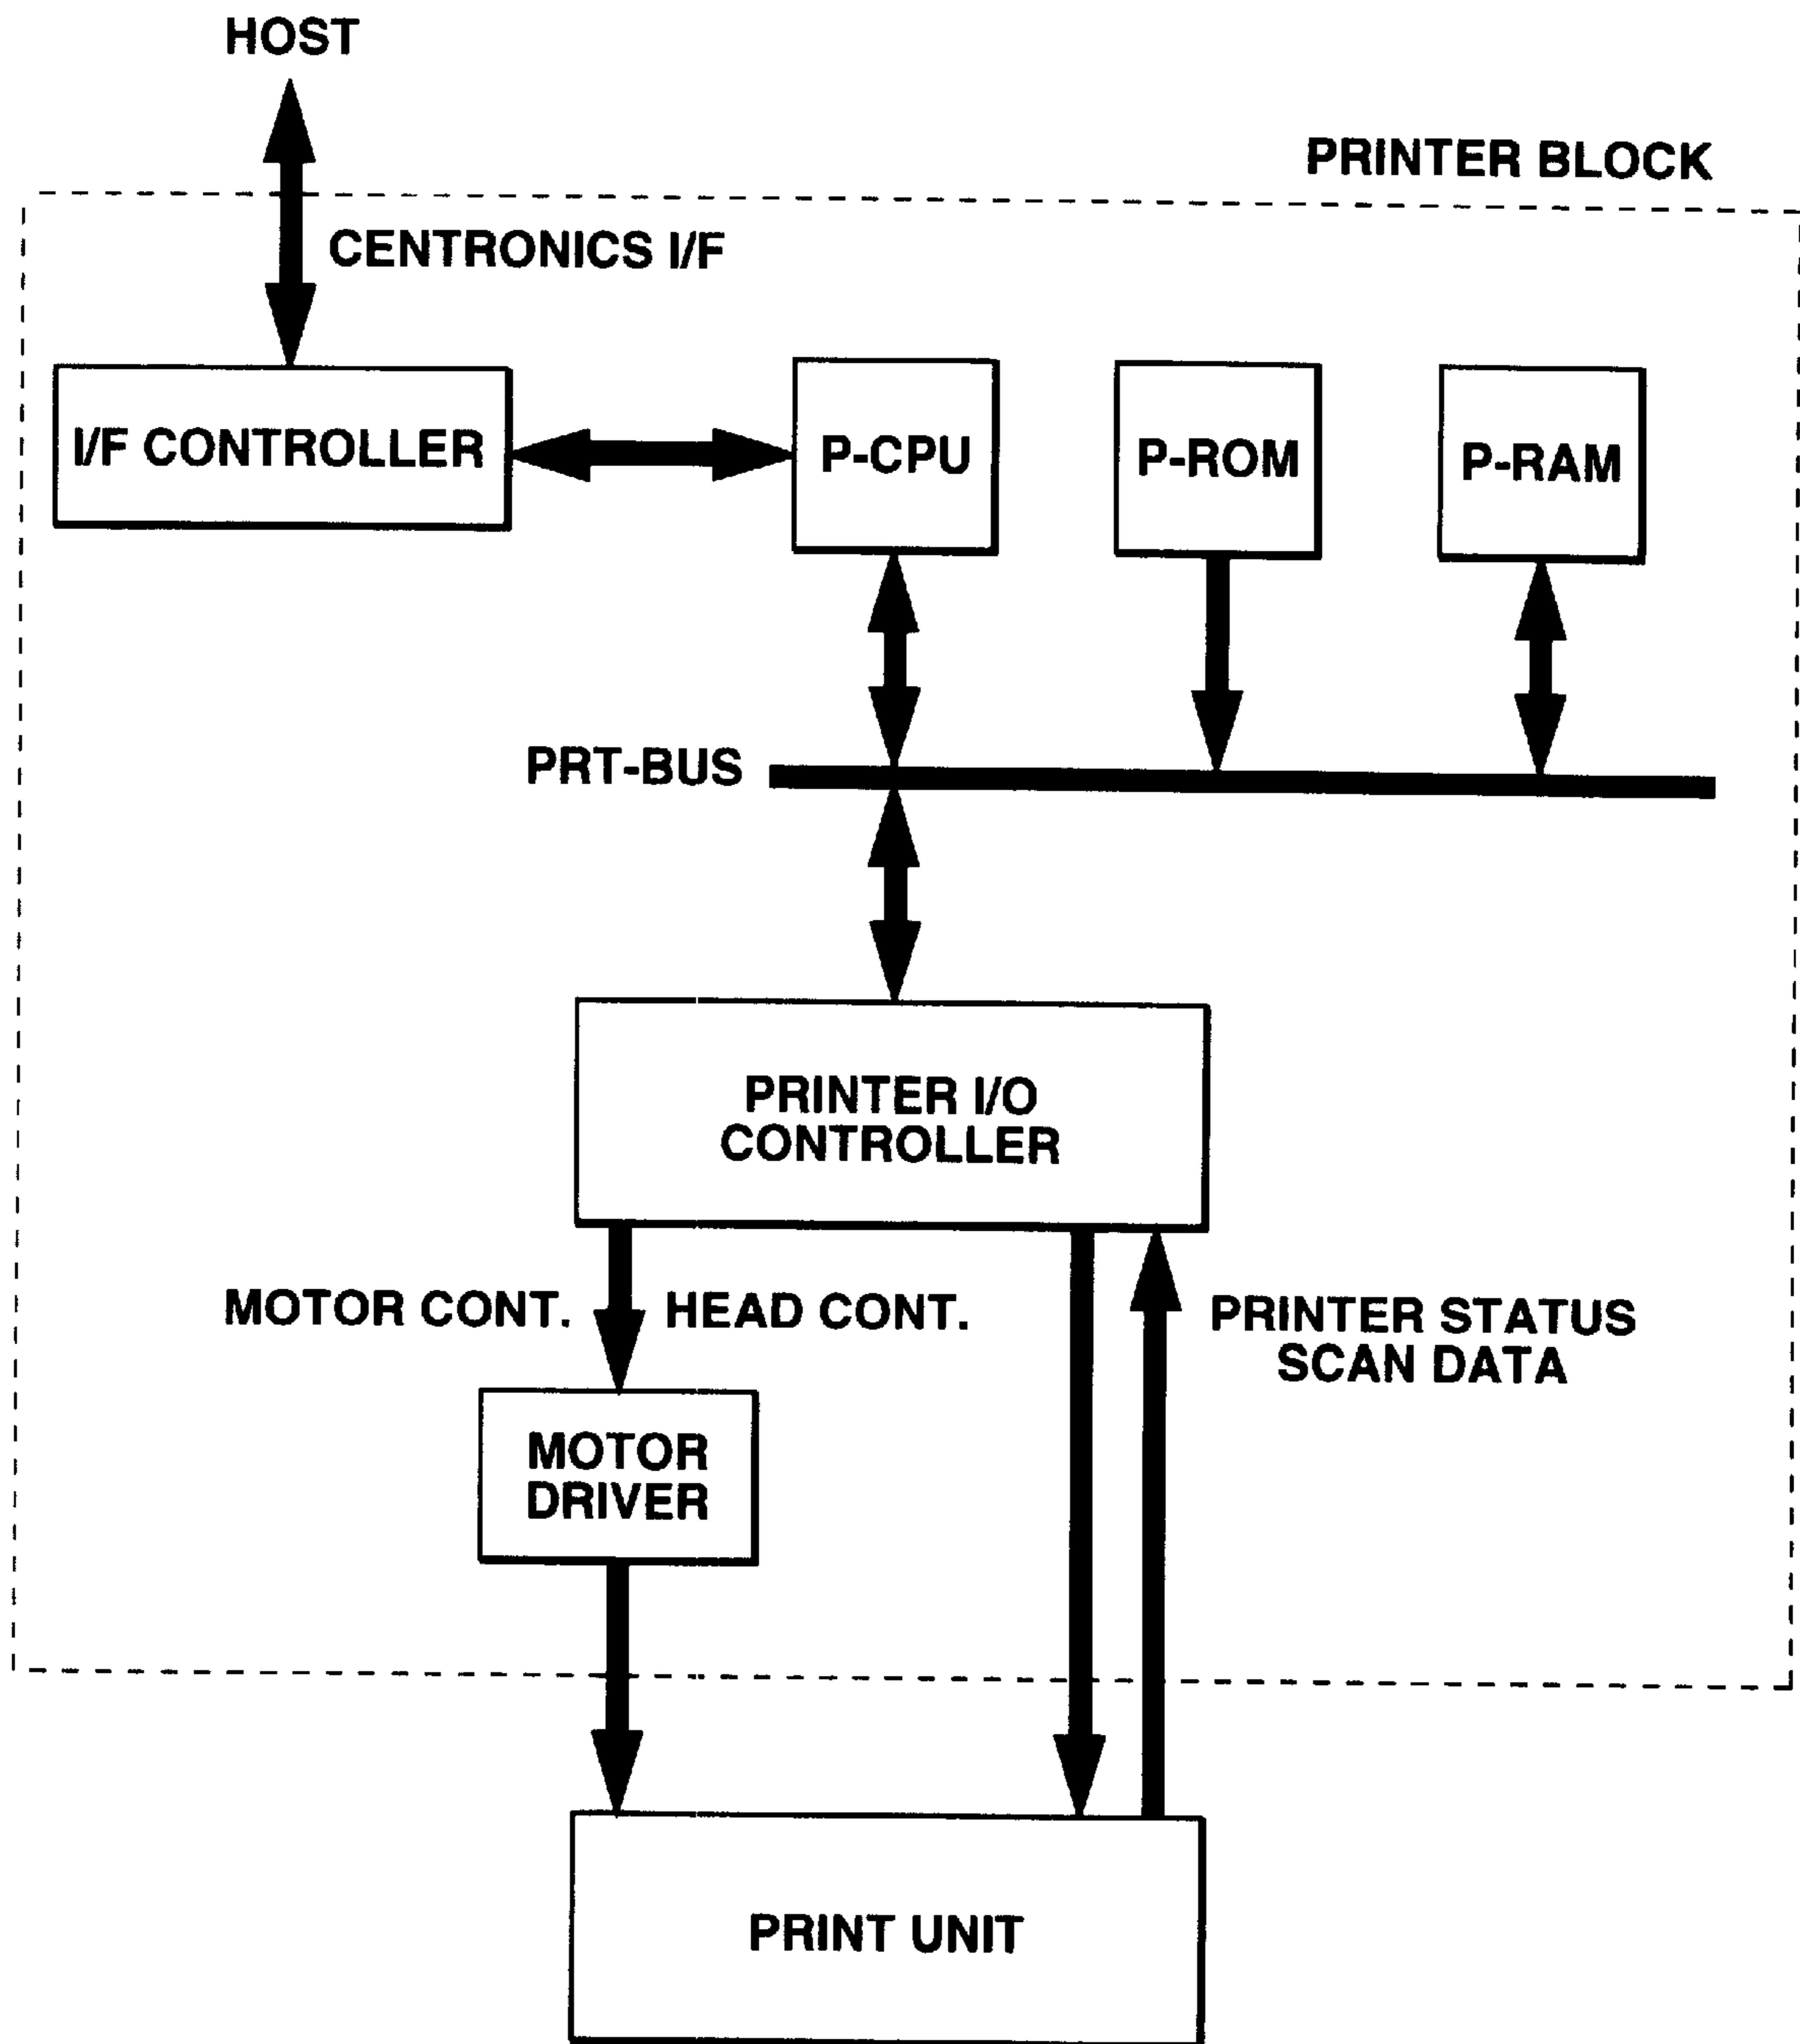 HOST
PRINTER BLOCK
CENTRONICS I/F
I/F CONTROLLER
P-CPU
P-ROM
P-RAM
PRT-BUS
PRINTER I/O
CONTROLLER
MOTOR CONT.
HEAD CONT.
PRINTER STATUS
SCAN DATA
MOTOR
DRIVER
PRINT UNIT